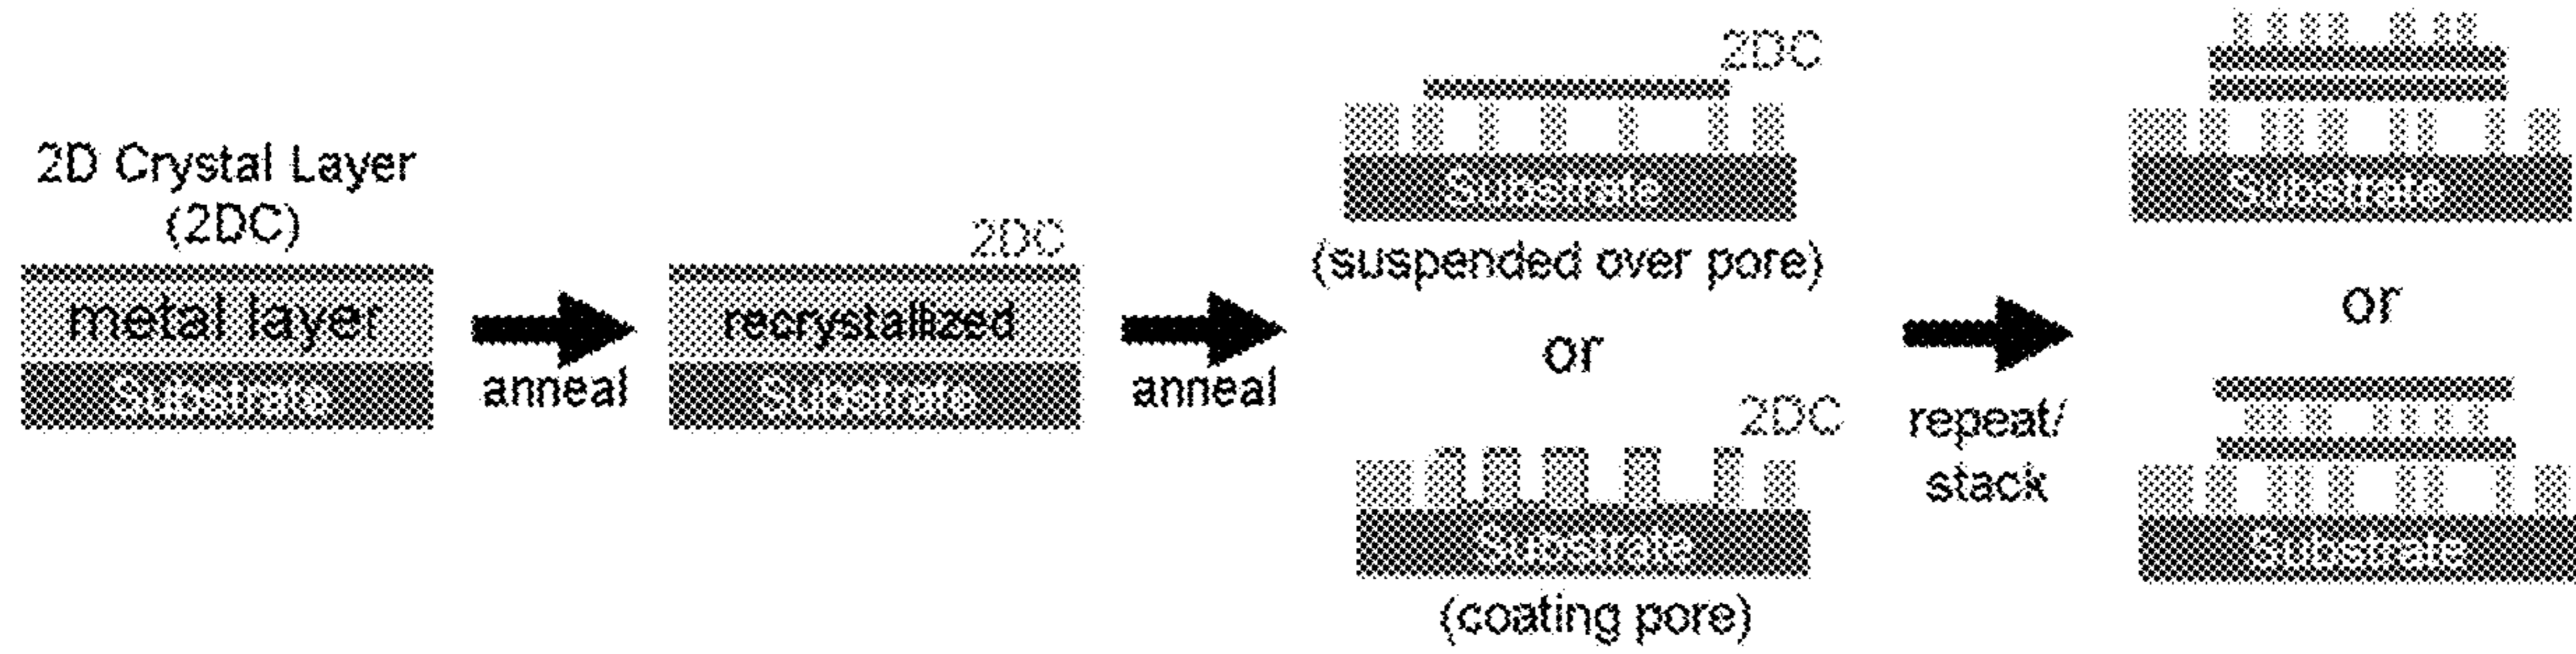 2D Crystal Layer
(2DC)
metal layer
Substrate
anneal
2DC
recrystallized
Substrate
anneal
2DC
Substrate
(suspended over pore)
or
2DC
Substrate
(coating pore)
repeat/
stack
Substrate
or
Substrate